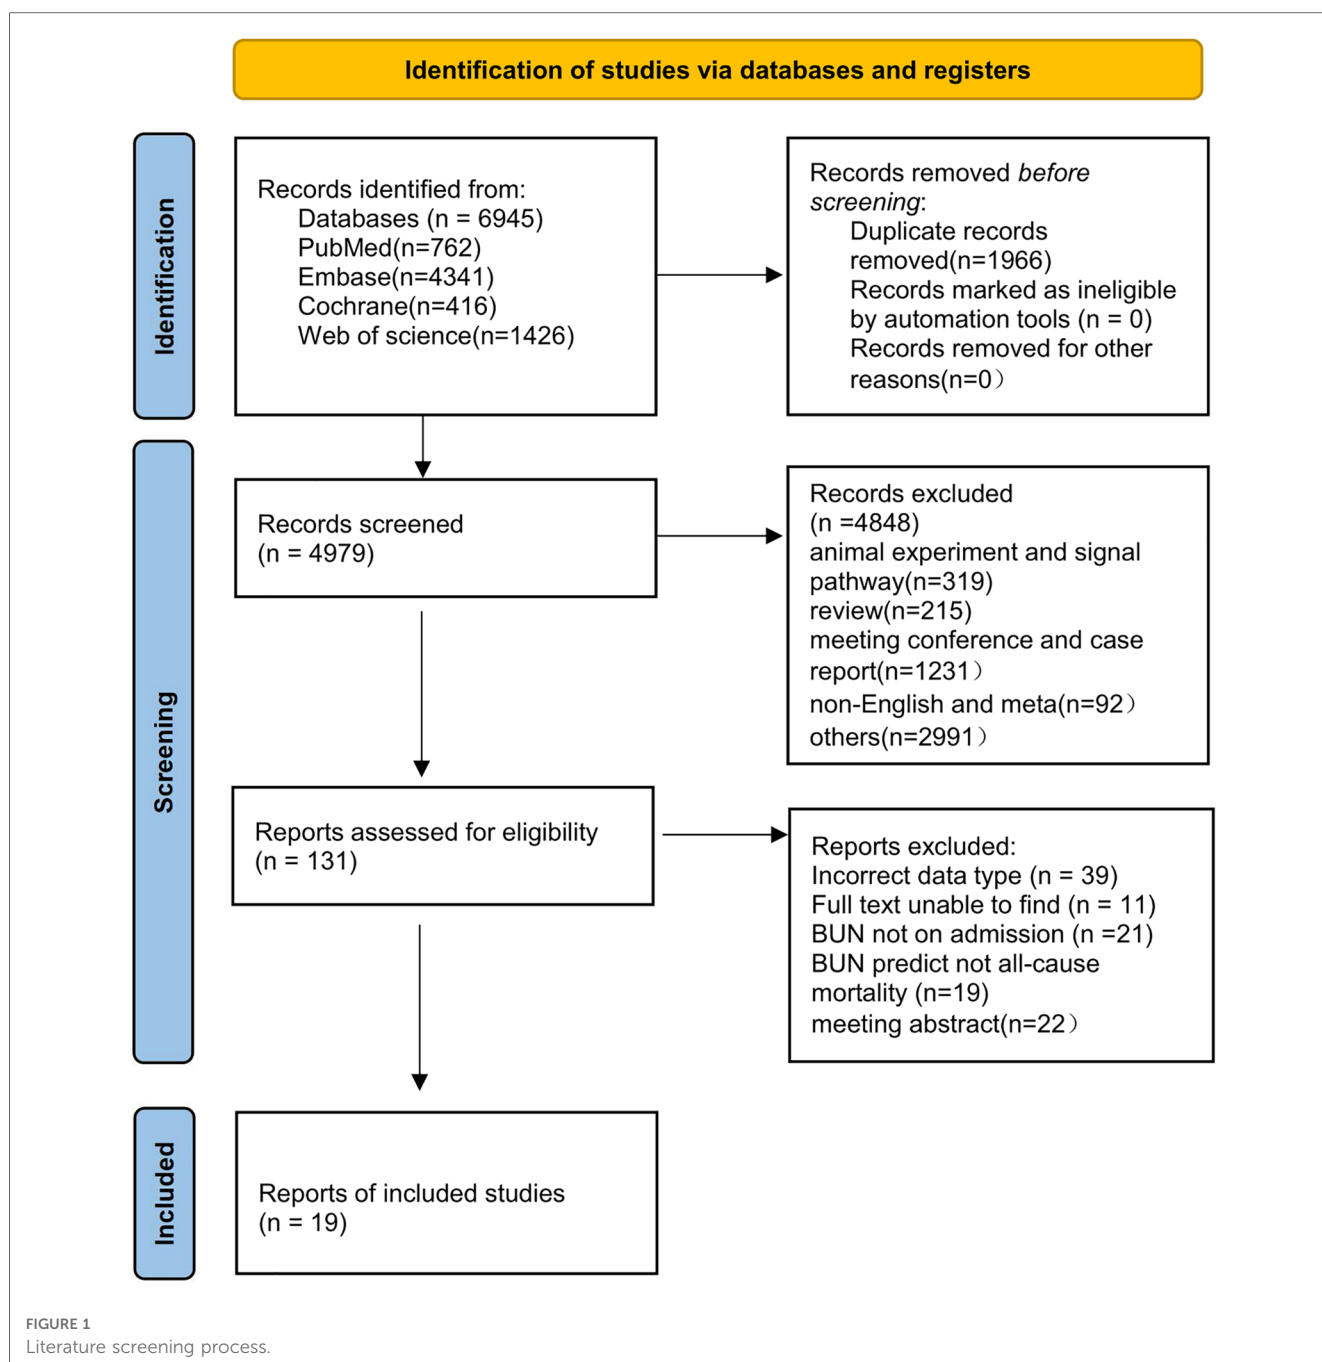 Identification of studies via databases and registers
Identification
Records identified from:
Databases (n = 6945)
PubMed(n=762)
Embase(n=4341)
Cochrane(n=416)
Web of science(n=1426)
Records removed before
screening:
Duplicate records
removed(n=1966)
Records marked as ineligible
by automation tools (n = 0)
Records removed for other
reasons(n=0）
Screening
Records screened
(n = 4979)
Records excluded
(n =4848)
animal experiment and signal
pathway(n=319)
review(n=215)
meeting conference and case
report(n=1231）
non-English and meta(n=92）
others(n=2991）
Reports assessed for eligibility
(n = 131)
Reports excluded:
Incorrect data type (n = 39)
Full text unable to find (n = 11)
BUN not on admission (n =21)
BUN predict not all-cause
mortality (n=19)
meeting abstract(n=22）
Included
Reports of included studies
(n = 19)
FIGURE 1
Literature screening process.